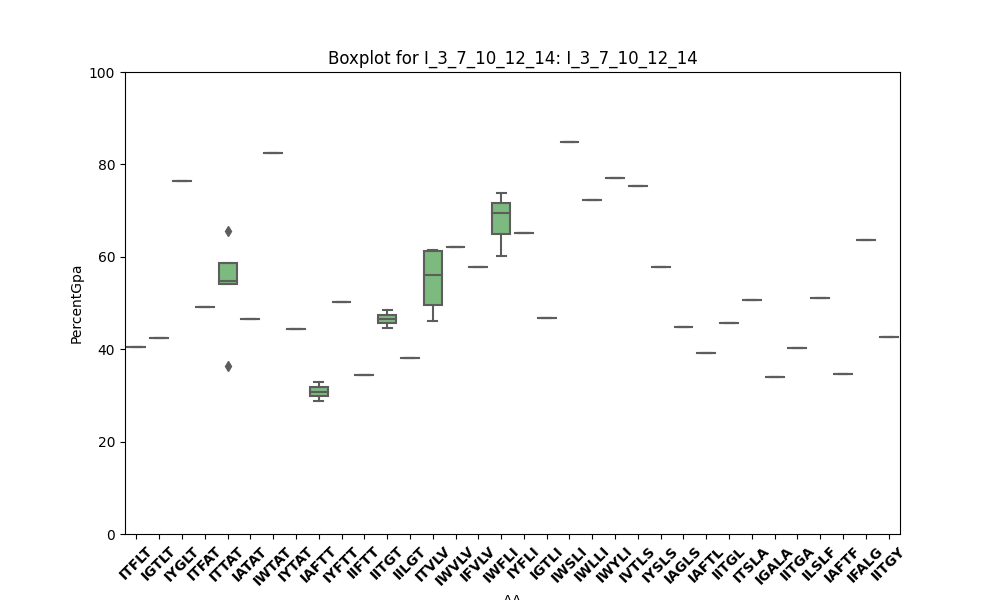 Boxplot for I_3_7_10_12_14: I_3_7_10_12_14
100
80
60
40
20
0
PercentGpa
ITFLT
IGTLT
IYGLT
ITFAT
ITTAT
IATAT
IWTAT
IYTAT
IAFTT
IYFTT
IIFTT
IITGT
IILGT
ITVLV
IWVLV
IFVLV
IWFLI
IYFLI
IGTLI
IWSLI
IWLLI
IWYLI
IVTLS
IYSLS
IAGLS
IAFTL
IITGL
ITSLA
IGALA
IITGA
ILSLF
IAFTF
IFALG
IITGY
AA